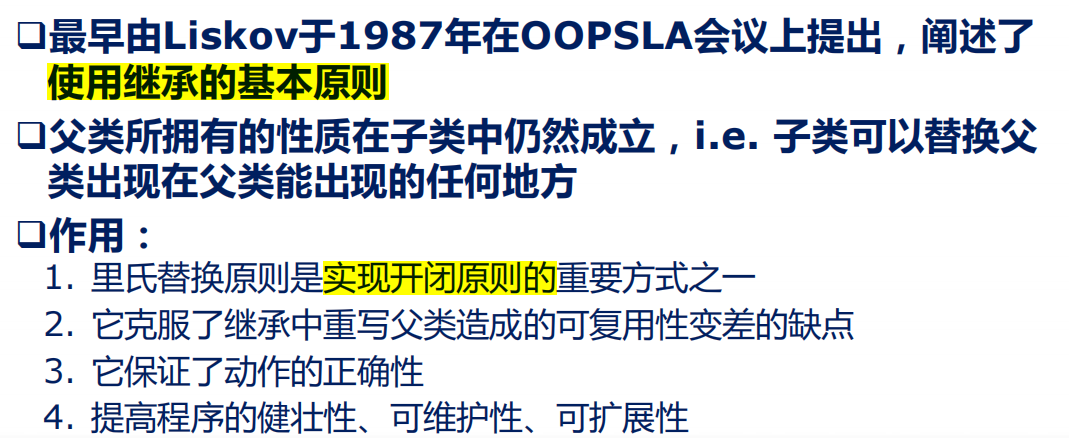 ❑最早由Liskov于1987年在OOPSLA会议上提出，阐述了
使用继承的基本原则
❑父类所拥有的性质在子类中仍然成立，i.e. 子类可以替换父
类出现在父类能出现的任何地方
❑作用：
1. 里氏替换原则是实现开闭原则的重要方式之一
2. 它克服了继承中重写父类造成的可复用性变差的缺点
3. 它保证了动作的正确性
4. 提高程序的健壮性、可维护性、可扩展性